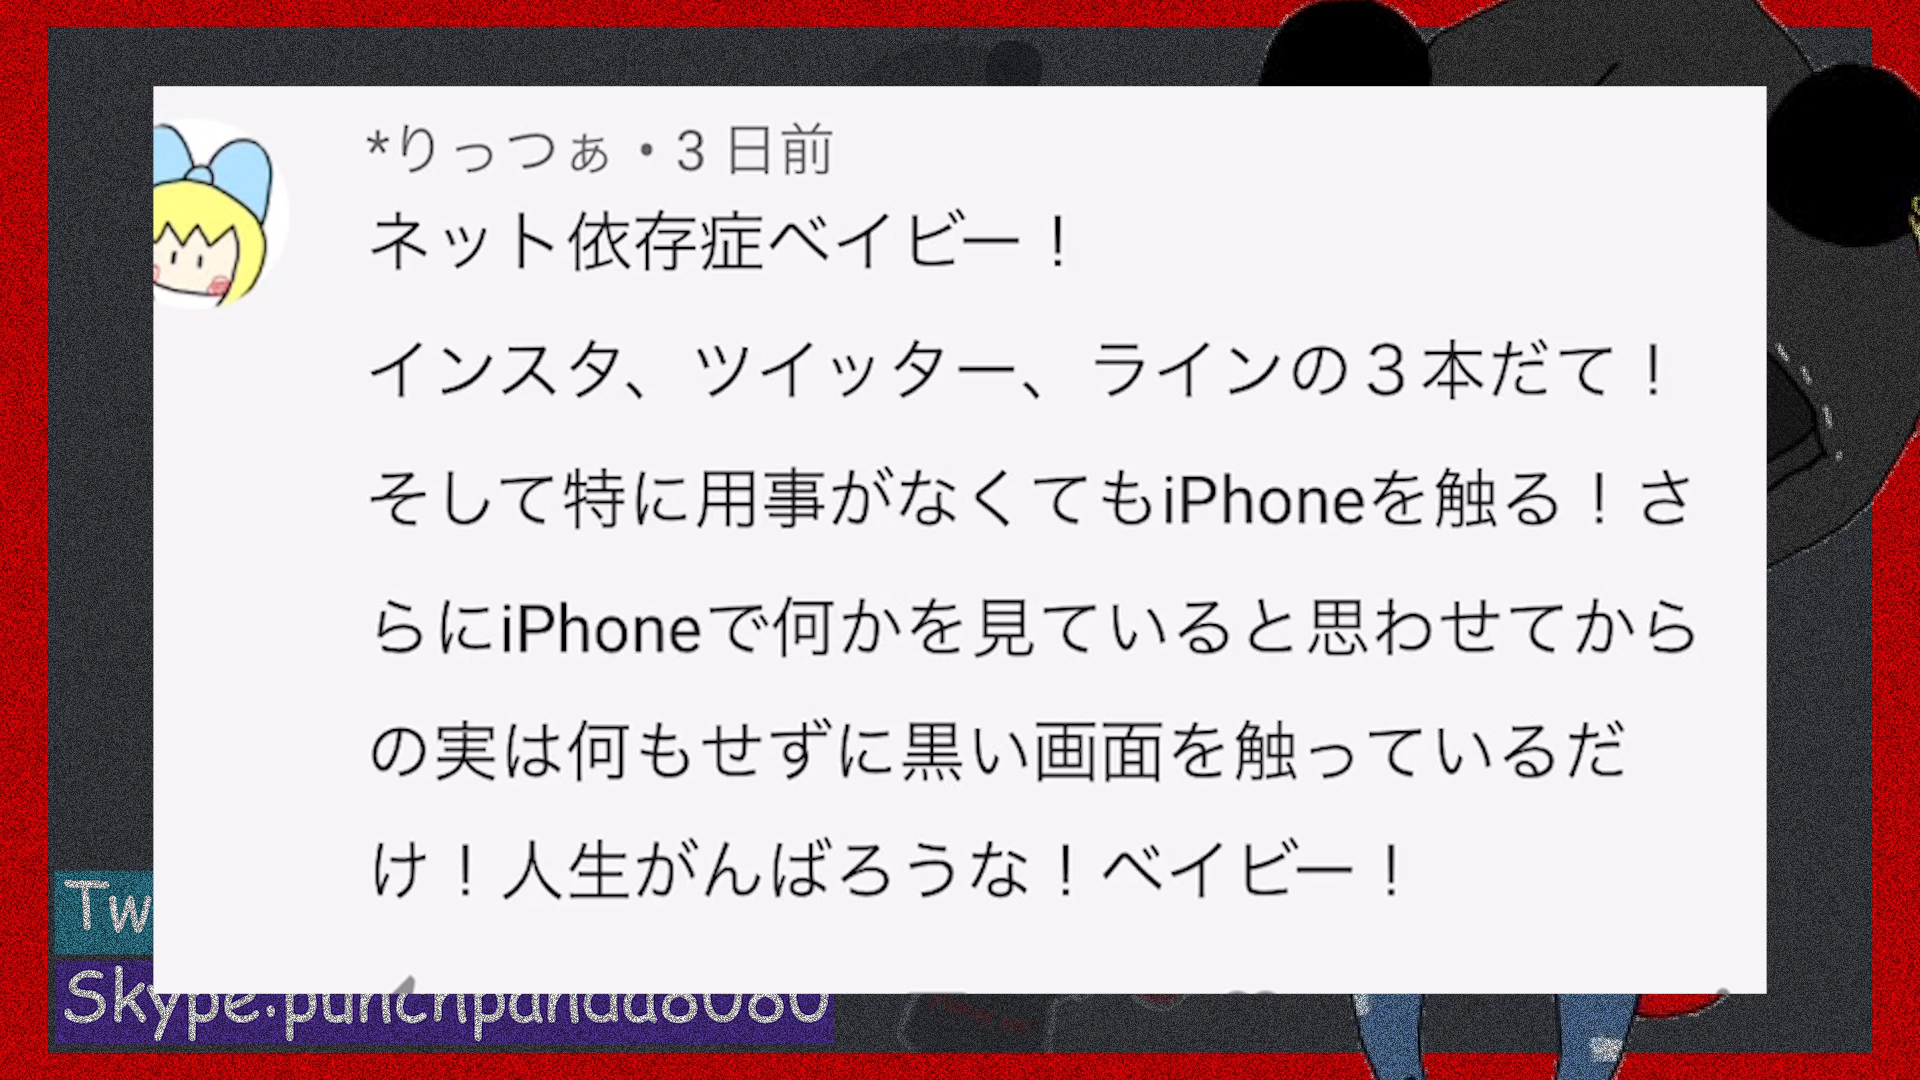 *りっつぁ・3 日前
ネット依存症ベイビー！
インスタ、ツイッター、ラインの３本だて！
そして特に用事がなくてもiPhoneを触る！さ
らにiPhoneで何かを見ていると思わせてから
の実は何もせずに黒い画面を触っているだ
け！人生がんばろうな！ベイビー！
Tw
Skype.punchpanda8080